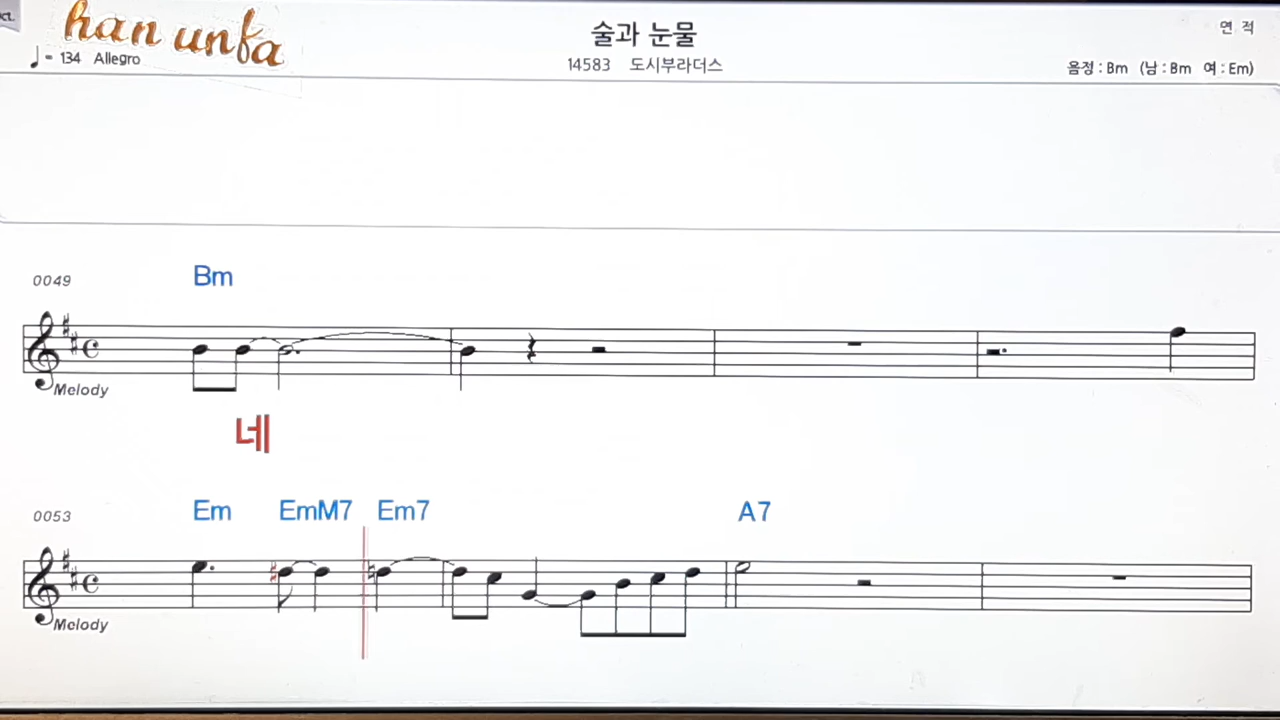 han unfa
술과 눈물
연 적
♩ = 134 Allegro
14583 도시부라더스
음정 : Bm (남 : Bm 여 : Em)
0049
Bm
Melody
네
0053
Em EmM7 Em7 A7
Melody